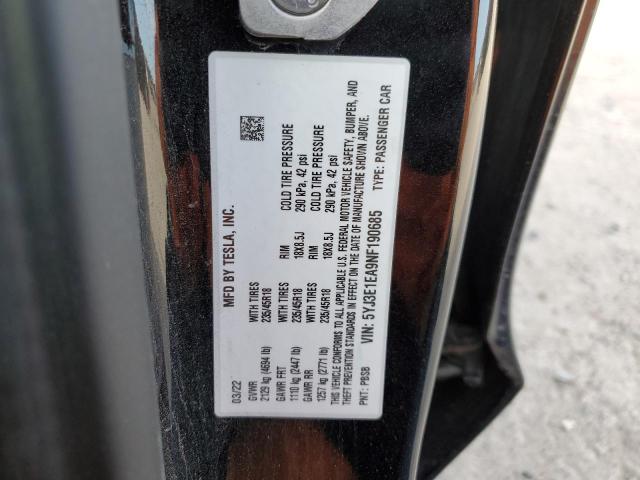 MFD BY TESLA, INC.
03/22
GVWR WITH TIRES RIM COLD TIRE PRESSURE
2129 kg (4694 lb) 235/45R18 18X8.5J 290 kPa, 42 psi
GAWR FRT WITH TIRES RIM COLD TIRE PRESSURE
1110 kg (2447 lb) 235/45R18 18X8.5J 290 kPa, 42 psi
GAWR RR WITH TIRES
1257 kg (2771 lb) 235/45R18
THIS VEHICLE CONFORMS TO ALL APPLICABLE U.S. FEDERAL MOTOR VEHICLE SAFETY, BUMPER, AND
THEFT PREVENTION STANDARDS IN EFFECT ON THE DATE OF MANUFACTURE SHOWN ABOVE.
VIN: 5YJ3E1EA9NF190685
PNT: PBSB TYPE: PASSENGER CAR